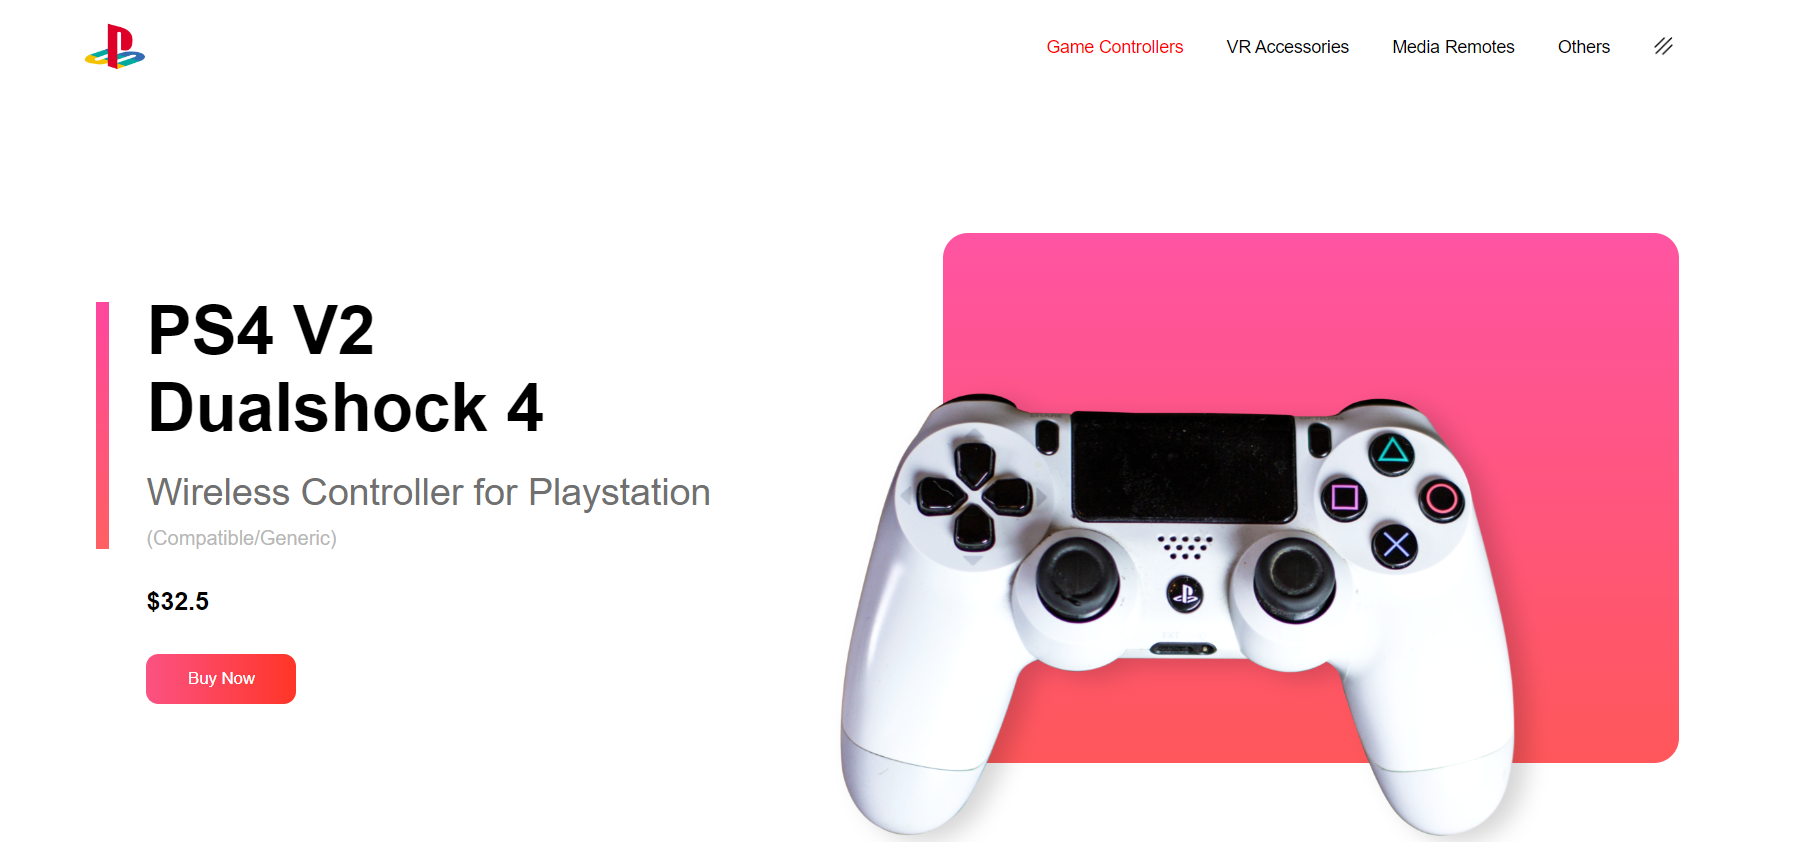 Game Controllers
VR Accessories
Media Remotes
Others
PS4 V2
Dualshock 4
Wireless Controller for Playstation
(Compatible/Generic)
$32.5
Buy Now
EXT